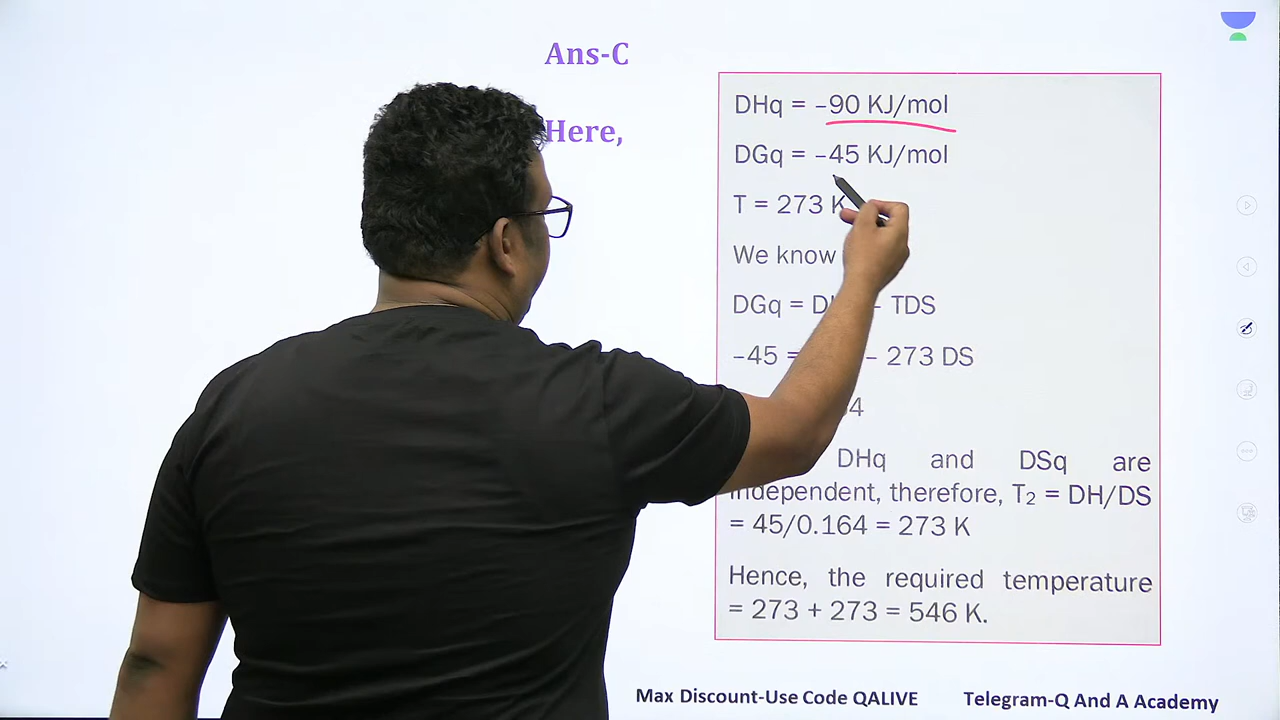 Ans-C
Here,
DHq = –90 KJ/mol
DGq = –45 KJ/mol
T = 273 K
We know
DGq = – TDS
–45 = – 273 DS
4
DHq and DSq are
independent, therefore, T₂ = DH/DS
= 45/0.164 = 273 K
Hence, the required temperature
= 273 + 273 = 546 K.
Max Discount-Use Code QALIVE Telegram-Q And A Academy